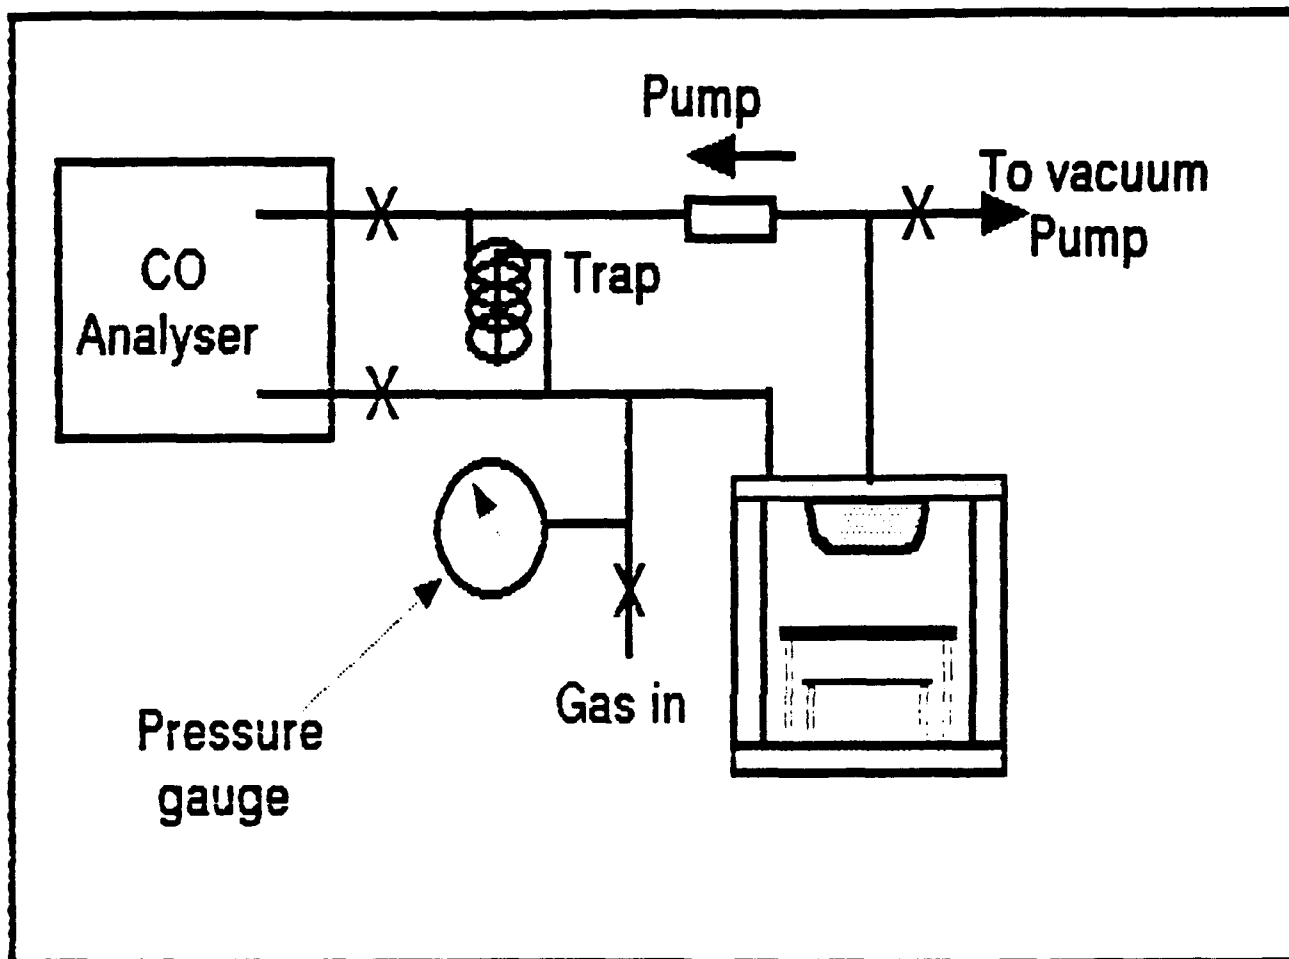 Pump
To vacuum
Pump
CO
Analyser
Trap
Gas in
Pressure
gauge